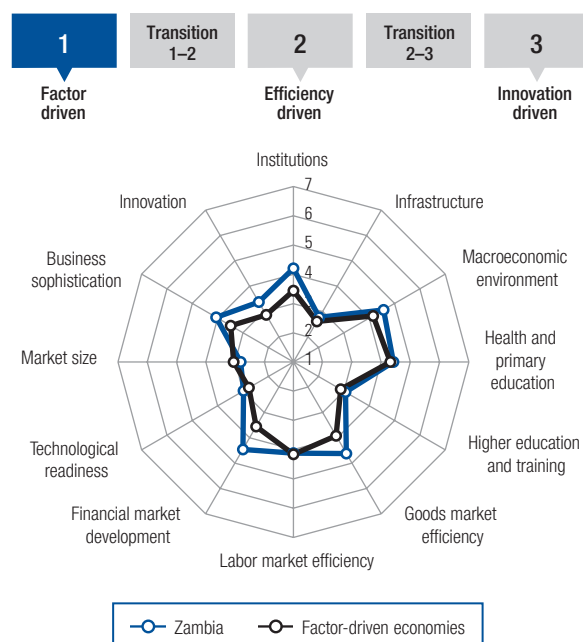 1
Transition
1–2
2
Transition
2–3
3
Factor
driven
Efficiency
driven
Innovation
driven
Institutions
7
Innovation
Infrastructure
6
5
Business
sophistication
Macroeconomic
environment
4
3
2
Market size
1
Health and
primary
education
Technological
readiness
Higher education
and training
Financial market
development
Goods market
efficiency
Labor market efficiency
Zambia
Factor-driven economies